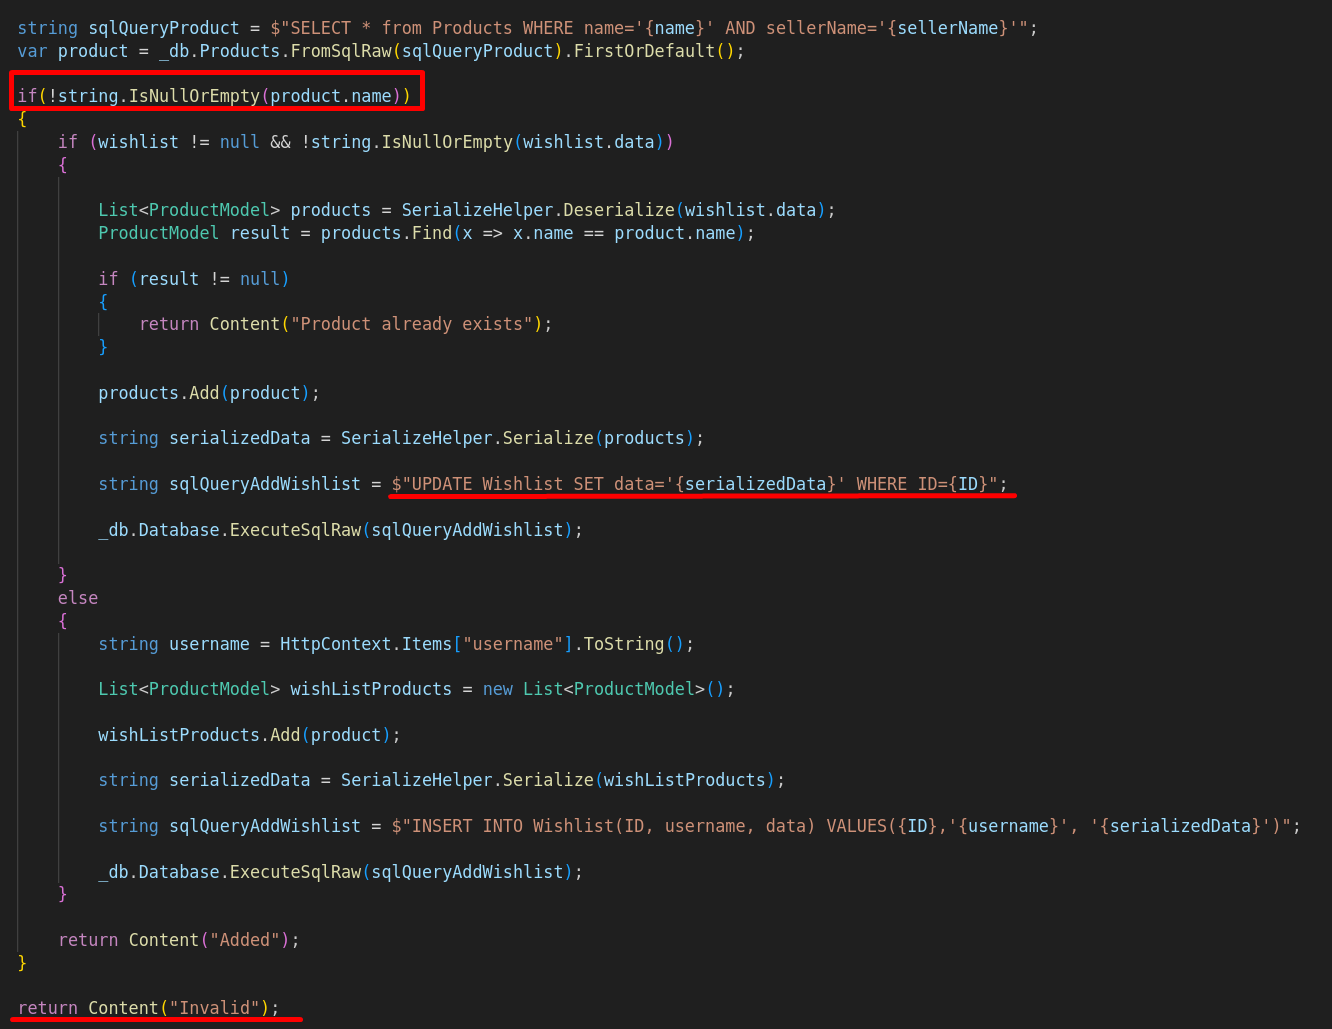 string sqlQueryProduct = $"SELECT * from Products WHERE name='{name}' AND sellerName='{sellerName}'";
var product = _db.Products.FromSqlRaw(sqlQueryProduct).FirstOrDefault();
if(!string.IsNullOrEmpty(product.name))
{
if (wishlist != null && !string.IsNullOrEmpty(wishlist.data))
{
List<ProductModel> products = SerializeHelper.Deserialize(wishlist.data);
ProductModel result = products.Find(x => x.name == product.name);
if (result != null)
{
return Content("Product already exists");
}
products.Add(product);
string serializedData = SerializeHelper.Serialize(products);
string sqlQueryAddWishlist = $"UPDATE Wishlist SET data='{serializedData}' WHERE ID={ID}";
_db.Database.ExecuteSqlRaw(sqlQueryAddWishlist);
}
else
{
string username = HttpContext.Items["username"].ToString();
List<ProductModel> wishListProducts = new List<ProductModel>();
wishListProducts.Add(product);
string serializedData = SerializeHelper.Serialize(wishListProducts);
string sqlQueryAddWishlist = $"INSERT INTO Wishlist(ID, username, data) VALUES({ID},'{username}', '{serializedData}')";
_db.Database.ExecuteSqlRaw(sqlQueryAddWishlist);
}
return Content("Added");
}
return Content("Invalid");